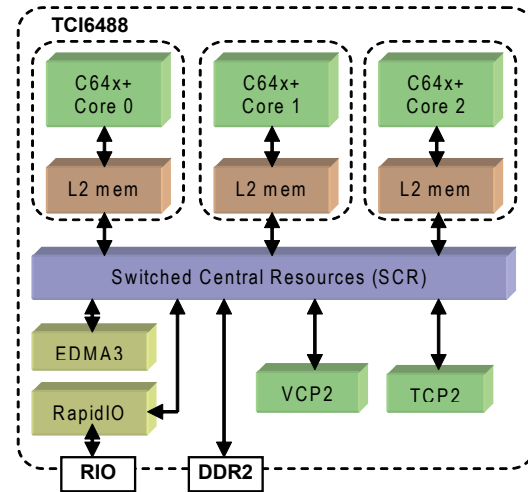 TCI6488
C64x+
Core 0
C64x+
Core 1
C64x+
Core 2
L2 mem
L2 mem
L2 mem
Switched Central Resources (SCR)
EDMA3
RapidIO
VCP2
TCP2
RIO
DDR2